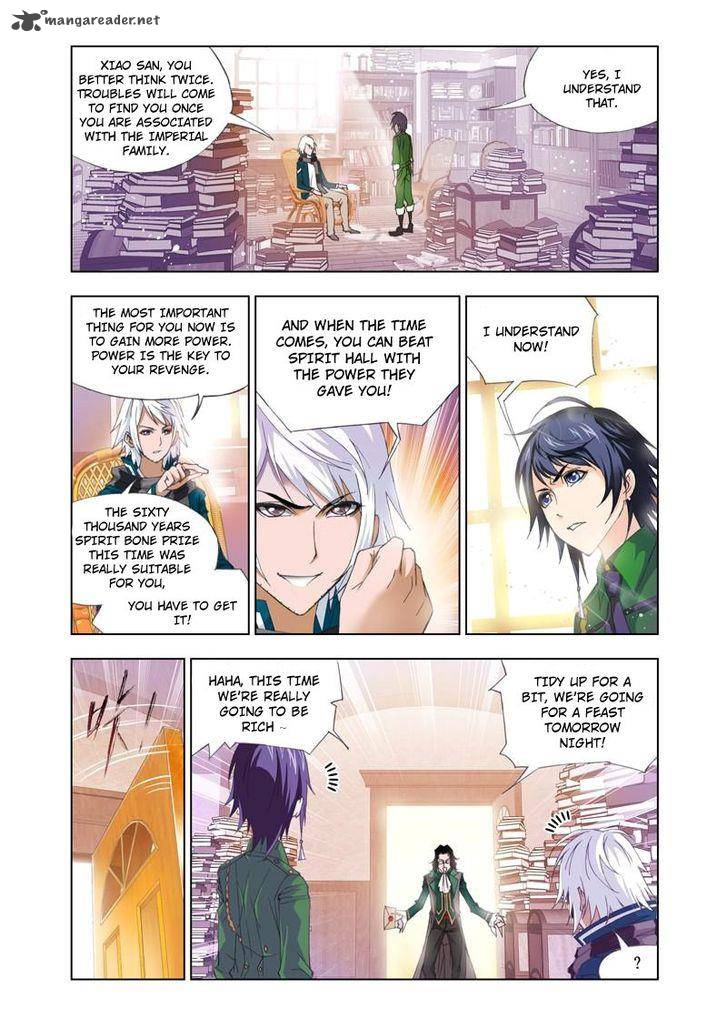 mangareader.net
XIAO SAN, YOU
BETTER THINK TWICE.
TROUBLES WILL
COME
TO FIND YOU ONCE
YOU ARE ASSOCIATED
WITH THE IMPERIAL
FAMILY.
YES, I
UNDERSTAND
THAT.
THE MOST IMPORTANT
THING FOR YOU NOW IS
TO GAIN MORE POWER.
POWER IS THE KEY TO
YOUR REVENGE.
THE SIXTY
THOUSAND YEARS
SPIRIT BONE PRIZE
THIS TIME WAS
REALLY SUITABLE
FOR YOU,
YOU HAVE TO GET
IT!
AND WHEN THE TIME
COMES, YOU CAN BEAT
SPIRIT HALL WITH
THE POWER THEY
GAVE YOU!
I UNDERSTAND
NOW!
HAHA, THIS TIME
WE'RE REALLY
GOING TO BE
RICH ~
TIDY UP FOR A
BIT, WE'RE GOING
FOR A FEAST
TOMORROW
NIGHT!
?